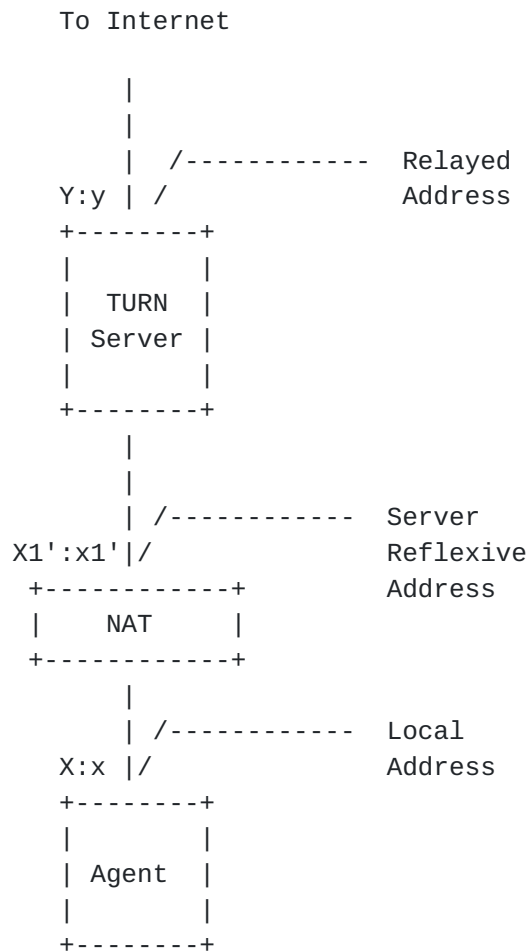 To Internet
/------------ Relayed
Y:y / Address
TURN
Server
/------------ Server
X1':x1'|/ Reflexive
Address
NAT
/------------ Local
X:x |/ Address
Agent